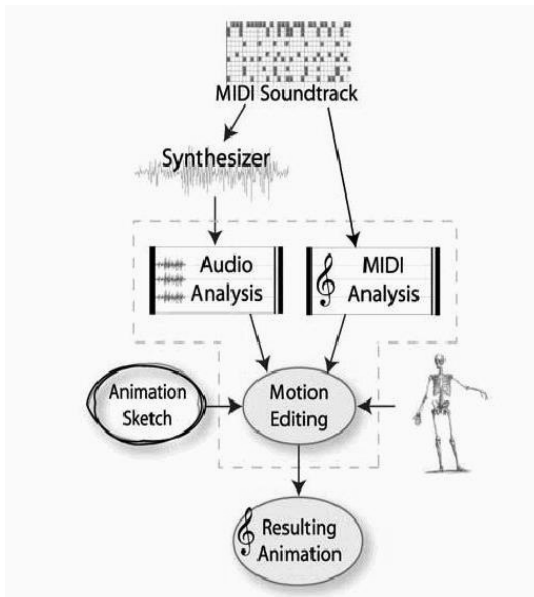 MIDI Soundtrack
Synthesizer
Audio
Analysis
MIDI
Analysis
Animation
Sketch
Motion
Editing
Resulting
Animation